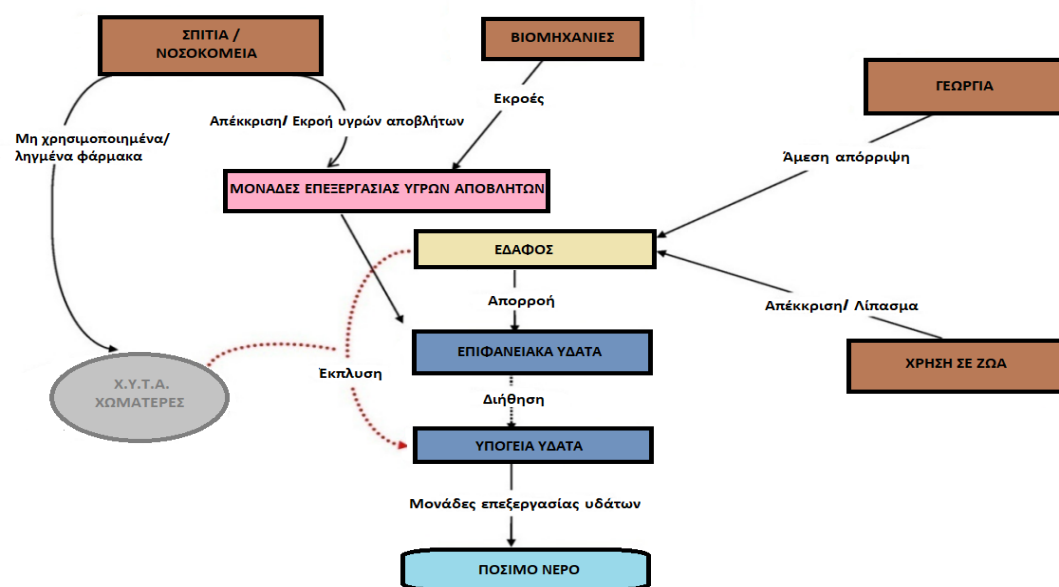 ΣΠΙΤΙΑ /
ΝΟΣΟΚΟΜΕΙΑ
ΒΙΟΜΗΧΑΝΙΕΣ
ΓΕΩΡΓΙΑ
Εκροές
Απέκκριση/ Εκροή υγρών αποβλήτων
Μη χρησιμοποιημένα/
ληγμένα φάρμακα
Άμεση απόρριψη
ΜΟΝΑΔΕΣ ΕΠΕΞΕΡΓΑΣΙΑΣ ΥΓΡΩΝ ΑΠΟΒΛΗΤΩΝ
ΕΔΑΦΟΣ
Απορροή
Απέκκριση/ Λίπασμα
ΕΠΙΦΑΝΕΙΑΚΑ ΥΔΑΤΑ
ΧΡΗΣΗ ΣΕ ΖΩΑ
Έκπλυση
Χ.Υ.Τ.Α.
ΧΩΜΑΤΕΡΕΣ
Διήθηση
ΥΠΟΓΕΙΑ ΥΔΑΤΑ
Μονάδες επεξεργασίας υδάτων
ΠΟΣΙΜΟ ΝΕΡΟ